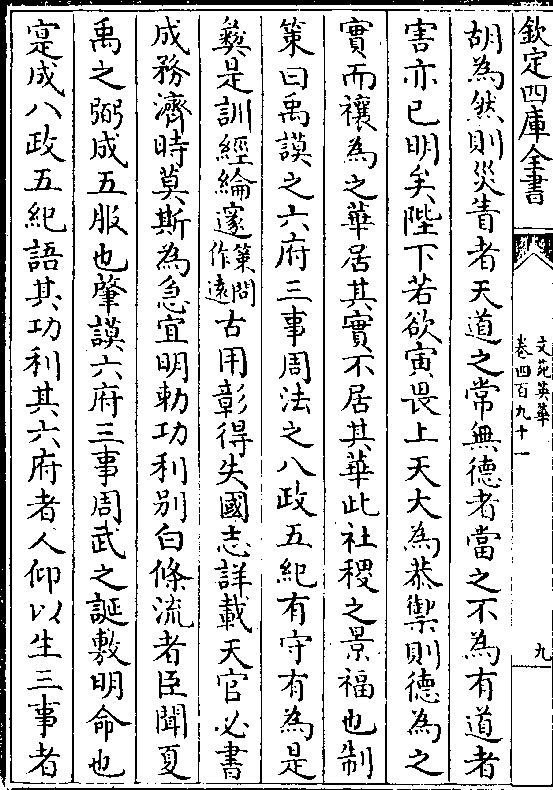 欽定四庫全書
文苑英華
卷四百九十一
九
胡為然則災眚者天道之常無德者當之不為有道者
害亦已明矣陛下若欲寅畏上天大為恭禦則德為之
實而禳為之華居其實不居其華此社稷之景福也制
策曰禹謨之六府三事周法之八政五紀有守有為是
彝是訓經綸邃策問作遠古用彰得失國志詳載天官必書
成務濟時莫斯為急宜明勅功利別白條流者臣聞夏
禹之弼成五服也肇謨六府三事周武之誕敷明命也
寔成八政五紀語其功利其六府者人仰以生三事者